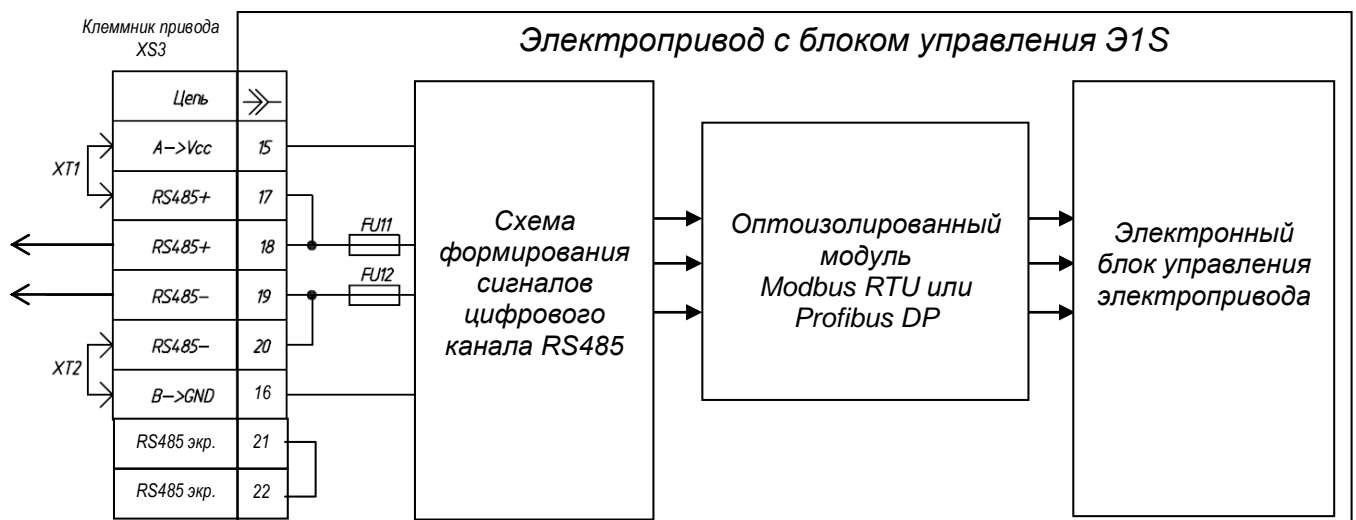 Клеммник привода
XS3
Электропривод с блоком управления Э1S
Цепь
A->Vcc 15
XT1
RS485+ 17
RS485+ 18
FU11
RS485- 19
FU12
RS485- 20
XT2
B->GND 16
RS485 экр. 21
RS485 экр. 22
Схема
формирования
сигналов
цифрового
канала RS485
Оптоизолированный
модуль
Modbus RTU или
Profibus DP
Электронный
блок управления
электропривода